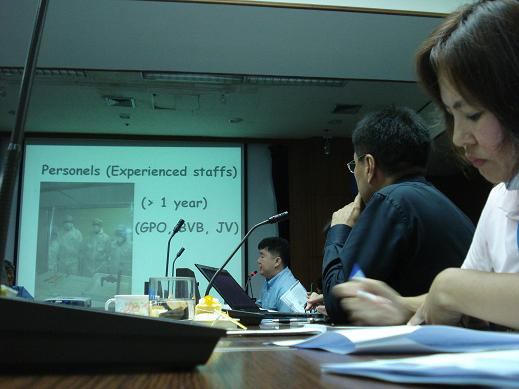 Personels (Experienced staffs)
(> 1 year)
(GPO, BVB, JV)